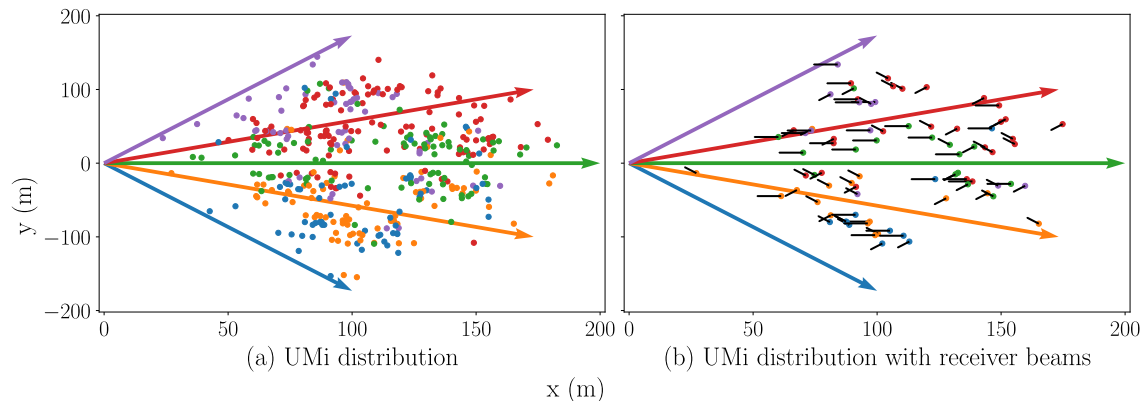 200
100
0
−100
−200
y (m)
0 50 100 150 200
0 50 100 150 200
(a) UMi distribution
(b) UMi distribution with receiver beams
x (m)